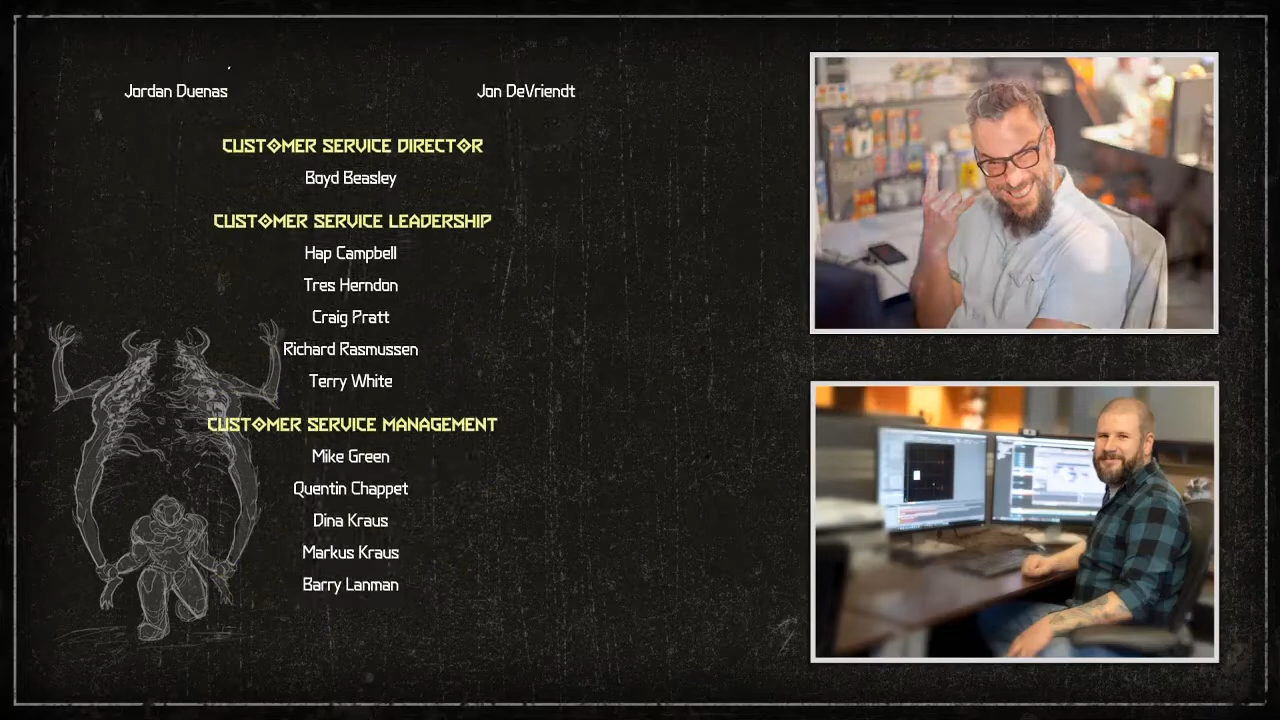 Jordan Duenas Jon DeVriendt
CUSTOMER SERVICE DIRECTOR
Boyd Beasley
CUSTOMER SERVICE LEADERSHIP
Hap Campbell
Tres Herndon
Craig Pratt
Richard Rasmussen
Terry White
CUSTOMER SERVICE MANAGEMENT
Mike Green
Quentin Chappet
Dina Kraus
Markus Kraus
Barry Lanman